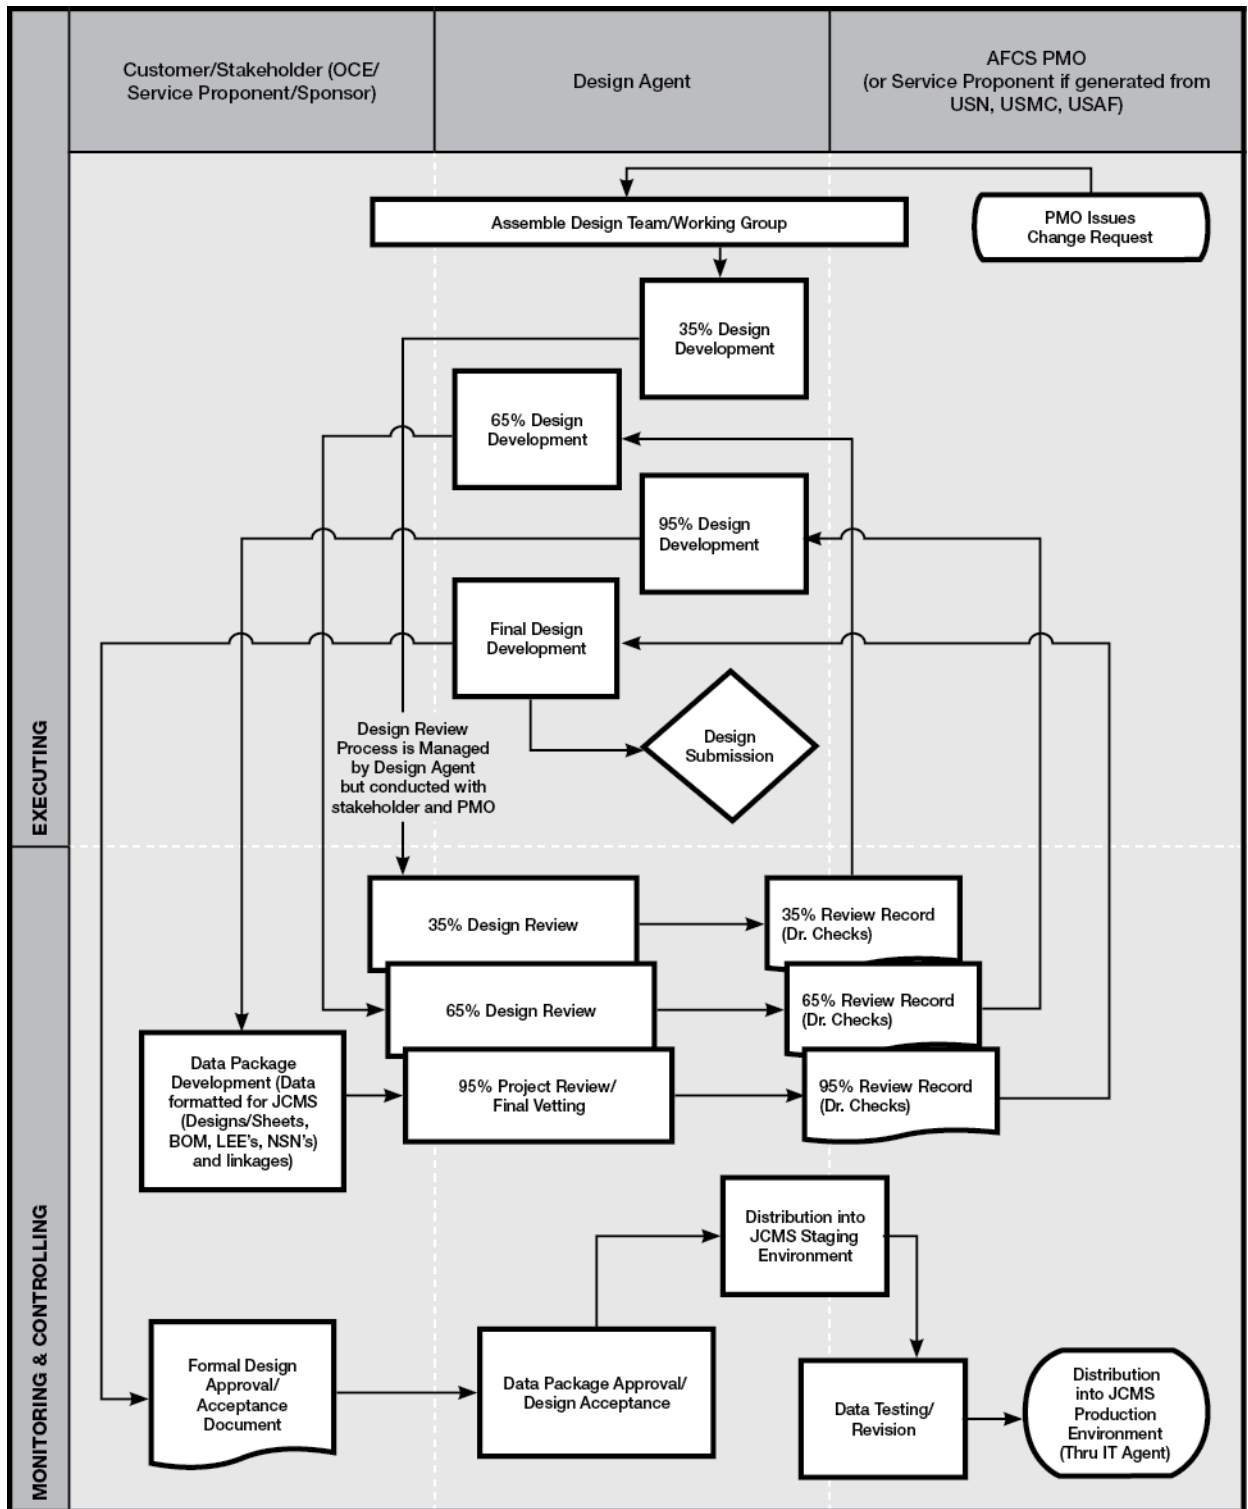 Customer/Stakeholder (OCE/
Service Proponent/Sponsor)
Design Agent
AFCS PMO
(or Service Proponent if generated from
USN, USMC, USAF)
EXECUTING
PMO Issues
Change Request
Assemble Design Team/Working Group
35% Design
Development
65% Design
Development
95% Design
Development
Final Design
Development
Design
Submission
Design Review
Process is Managed
by Design Agent
but conducted with
stakeholder and PMO
MONITORING & CONTROLLING
35% Design Review
35% Review Record
(Dr. Checks)
65% Design Review
65% Review Record
(Dr. Checks)
Data Package
Development (Data
formatted for JCMS
(Designs/Sheets,
BOM, LEE's, NSN's)
and linkages)
95% Project Review/
Final Vetting
95% Review Record
(Dr. Checks)
Distribution into
JCMS Staging
Environment
Formal Design
Approval/
Acceptance
Document
Data Package Approval/
Design Acceptance
Data Testing/
Revision
Distribution
into JCMS
Production
Environment
(Thru IT Agent)